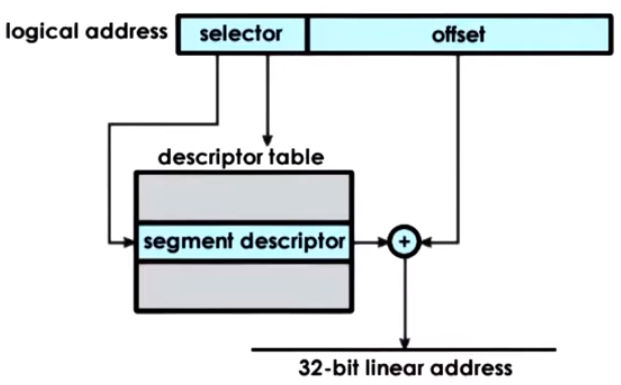 logical address
selector
offset
descriptor table
segment descriptor
+
32-bit linear address